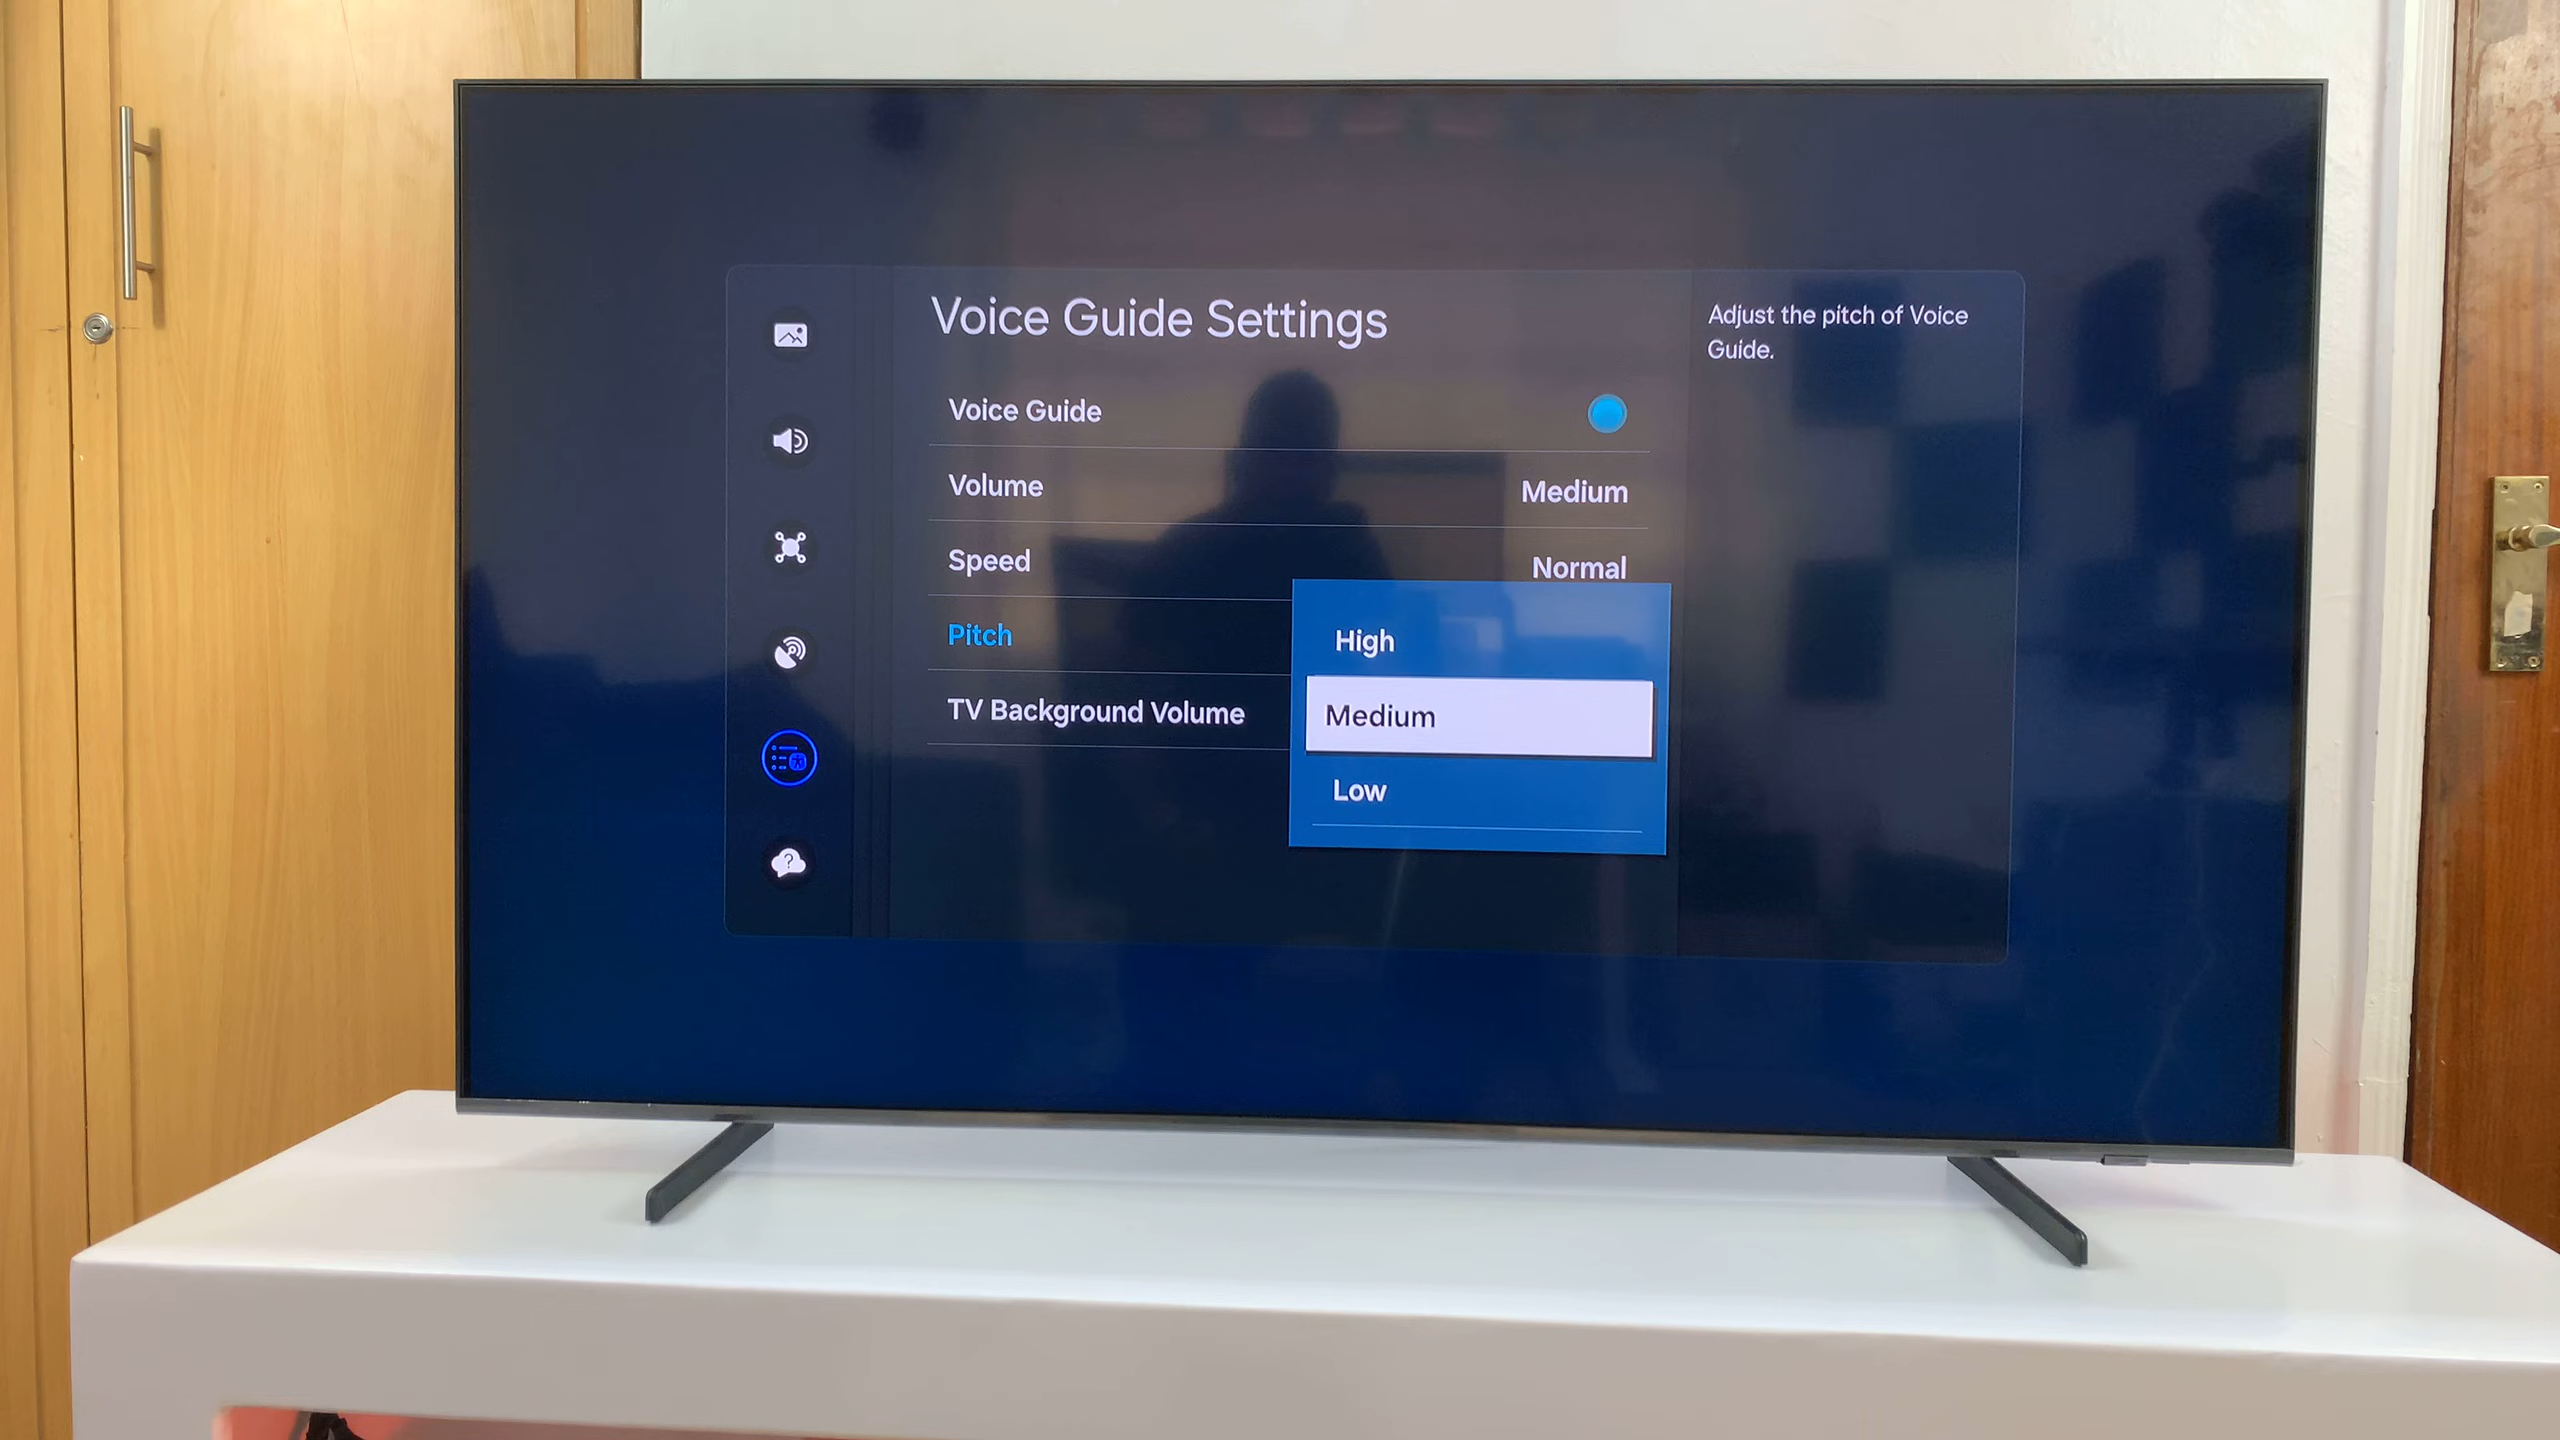 Voice Guide Settings
Voice Guide
Volume
Medium
Speed
Normal
Pitch
TV Background Volume
High
Medium
Low
Adjust the pitch of Voice
Guide.
?